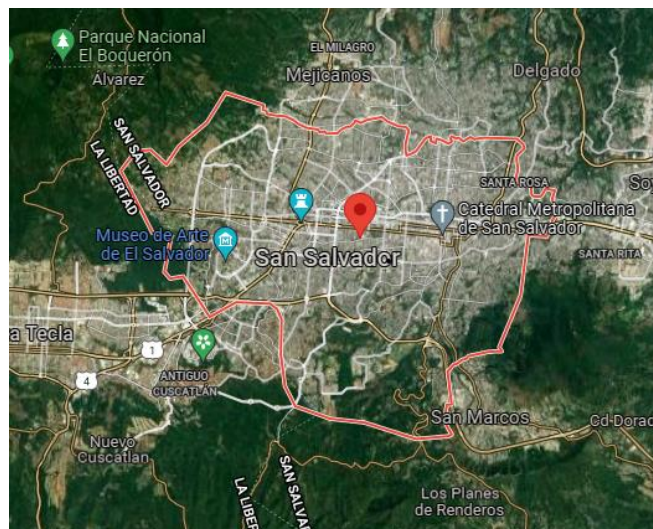 Parque Nacional
El Boquerón
Álvarez
EL MILAGRO
Mejicanos
Delgado
SAN SALVADOR
LA LIBERTAD
SANTA ROSA
Soy
Museo de Arte
de El Salvador
San Salvador
Catedral Metropolitana
de San Salvador
SANTA RITA
a Tecla
1
4
ANTIGUO
CUSCATLÁN
Nuevo
Cuscatlan
San Marcos
Cd Dorad
SAN SALV
LA LIBER
Los Planes
de Renderos